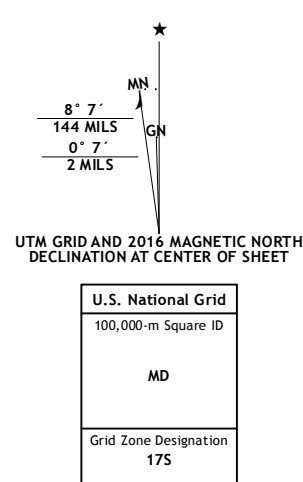 ★
MN
8° 7´
144 MILS
GN
0° 7´
2 MILS
UTM GRID AND 2016 MAGNETIC NORTH
DECLINATION AT CENTER OF SHEET
U.S. National Grid
100,000-m Square ID
MD
Grid Zone Designation
17S